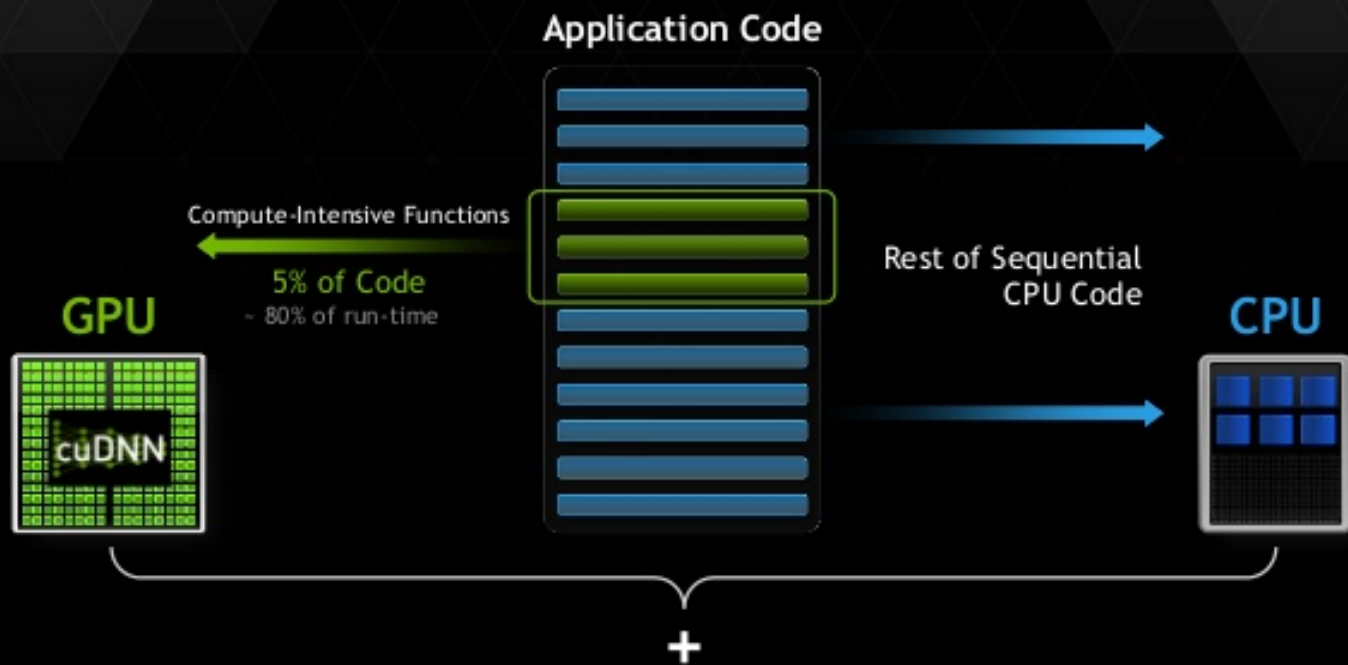 Application Code
Compute-Intensive Functions
5% of Code
~ 80% of run-time
GPU
cuDNN
Rest of Sequential
CPU Code
CPU
+